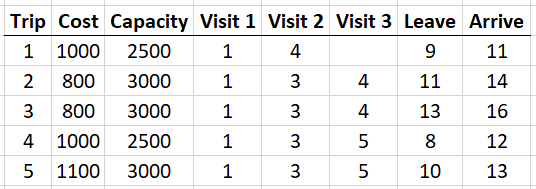 Trip Cost Capacity Visit 1 Visit 2 Visit 3 Leave Arrive
1 1000 2500 1 4 9 11
2 800 3000 1 3 4 11 14
3 800 3000 1 3 4 13 16
4 1000 2500 1 3 5 8 12
5 1100 3000 1 3 5 10 13